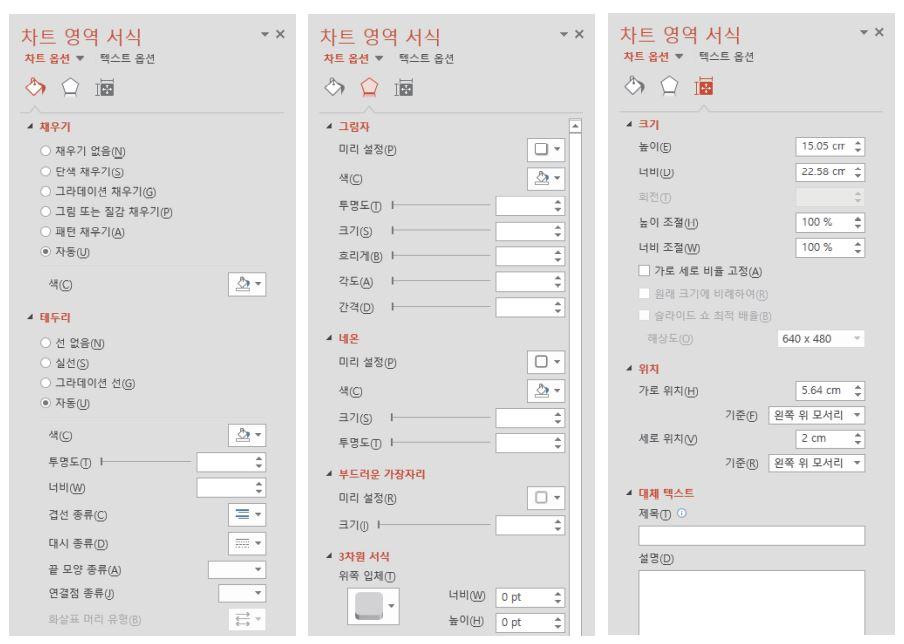 차트 영역 서식
차트 옵션 텍스트 옵션
채우기
채우기 없음(N)
단색 채우기(S)
그라데이션 채우기(G)
그림 또는 질감 채우기(P)
패턴 채우기(A)
자동(U)
색(C)
테두리
선 없음(N)
실선(S)
그라데이션 선(G)
자동(U)
색(C)
투명도(T)
너비(W)
겹선 종류(C)
대시 종류(D)
끝 모양 종류(A)
연결점 종류(J)
화살표 머리 유형(B)
차트 영역 서식
차트 옵션 텍스트 옵션
그림자
미리 설정(P)
색(C)
투명도(T)
크기(S)
흐리게(B)
각도(A)
간격(D)
네온
미리 설정(P)
색(C)
크기(S)
투명도(T)
부드러운 가장자리
미리 설정(R)
크기(I)
3차원 서식
위쪽 입체(T)
너비(W) 0 pt
높이(H) 0 pt
차트 영역 서식
차트 옵션 텍스트 옵션
크기
높이(E) 15.05 cm
너비(D) 22.58 cm
회전(T)
높이 조절(H) 100 %
너비 조절(W) 100 %
가로 세로 비율 고정(A)
원래 크기에 비례하여(R)
슬라이드 쇼 최적 배율(B)
해상도(O) 640 x 480
위치
가로 위치(H) 5.64 cm
기준(F) 왼쪽 위 모서리
세로 위치(V) 2 cm
기준(R) 왼쪽 위 모서리
대체 텍스트
제목(T)
설명(D)